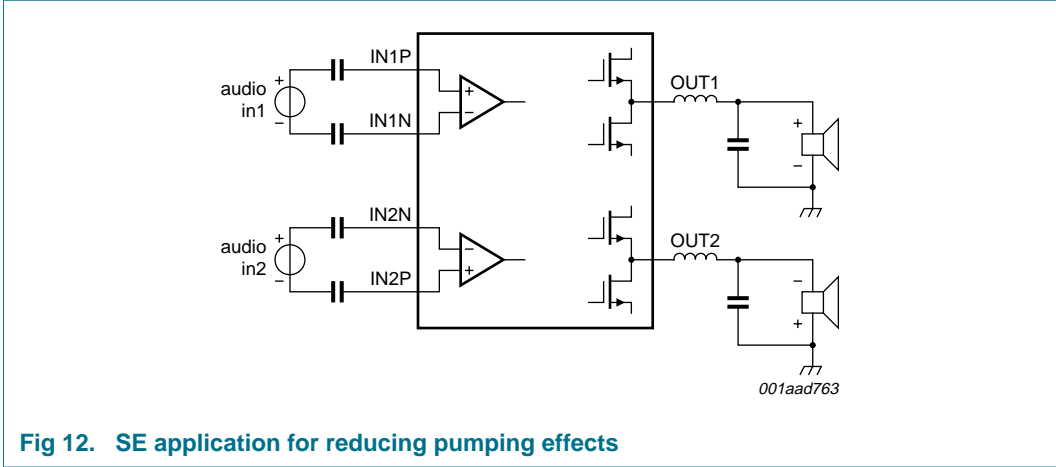 audio
in1
+
−
IN1P
IN1N
+
−
OUT1
+
−
audio
in2
+
−
IN2N
IN2P
−
+
OUT2
−
+
001aad763
Fig 12. SE application for reducing pumping effects